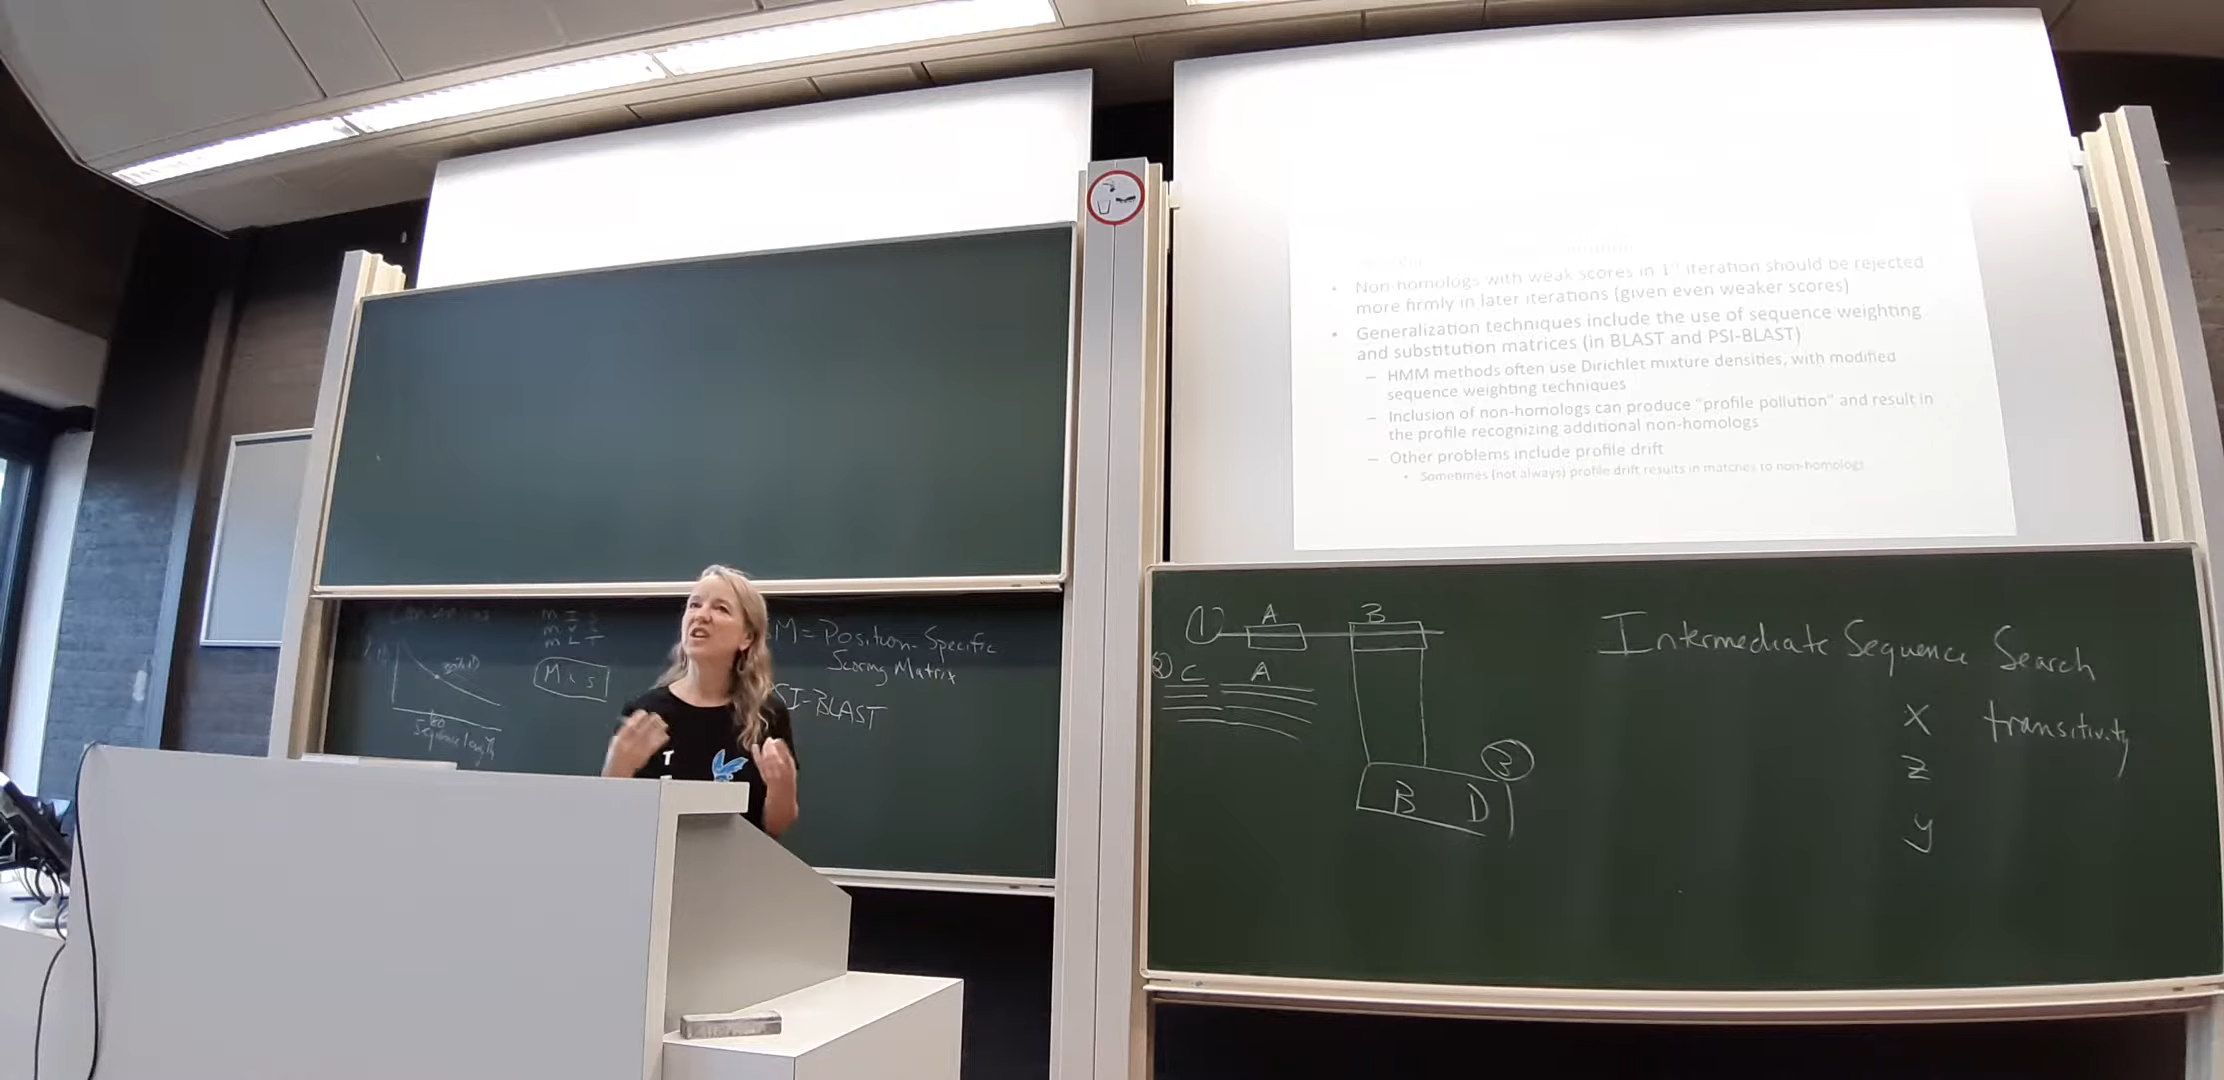 m I S
m V S
m L T
30% ID
M L S
80
Sequence length
M = Position-Specific
Scoring Matrix
SI-BLAST
T
• Non-homologs with weak scores in 1st iteration should be rejected
more firmly in later iterations (given even weaker scores)
• Generalization techniques include the use of sequence weighting
and substitution matrices (in BLAST and PSI-BLAST)
– HMM methods often use Dirichlet mixture densities, with modified
sequence weighting techniques
– Inclusion of non-homologs can produce "profile pollution" and result in
the profile recognizing additional non-homologs
– Other problems include profile drift
• Sometimes (not always) profile drift results in matches to non-homologs
1 A B
2 C A
3
B D
Intermediate Sequence Search
X transitivity
Z
y